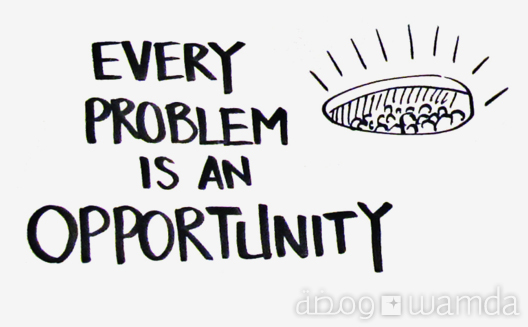 EVERY
PROBLEM
IS AN
OPPORTUNITY
ومضة wamda